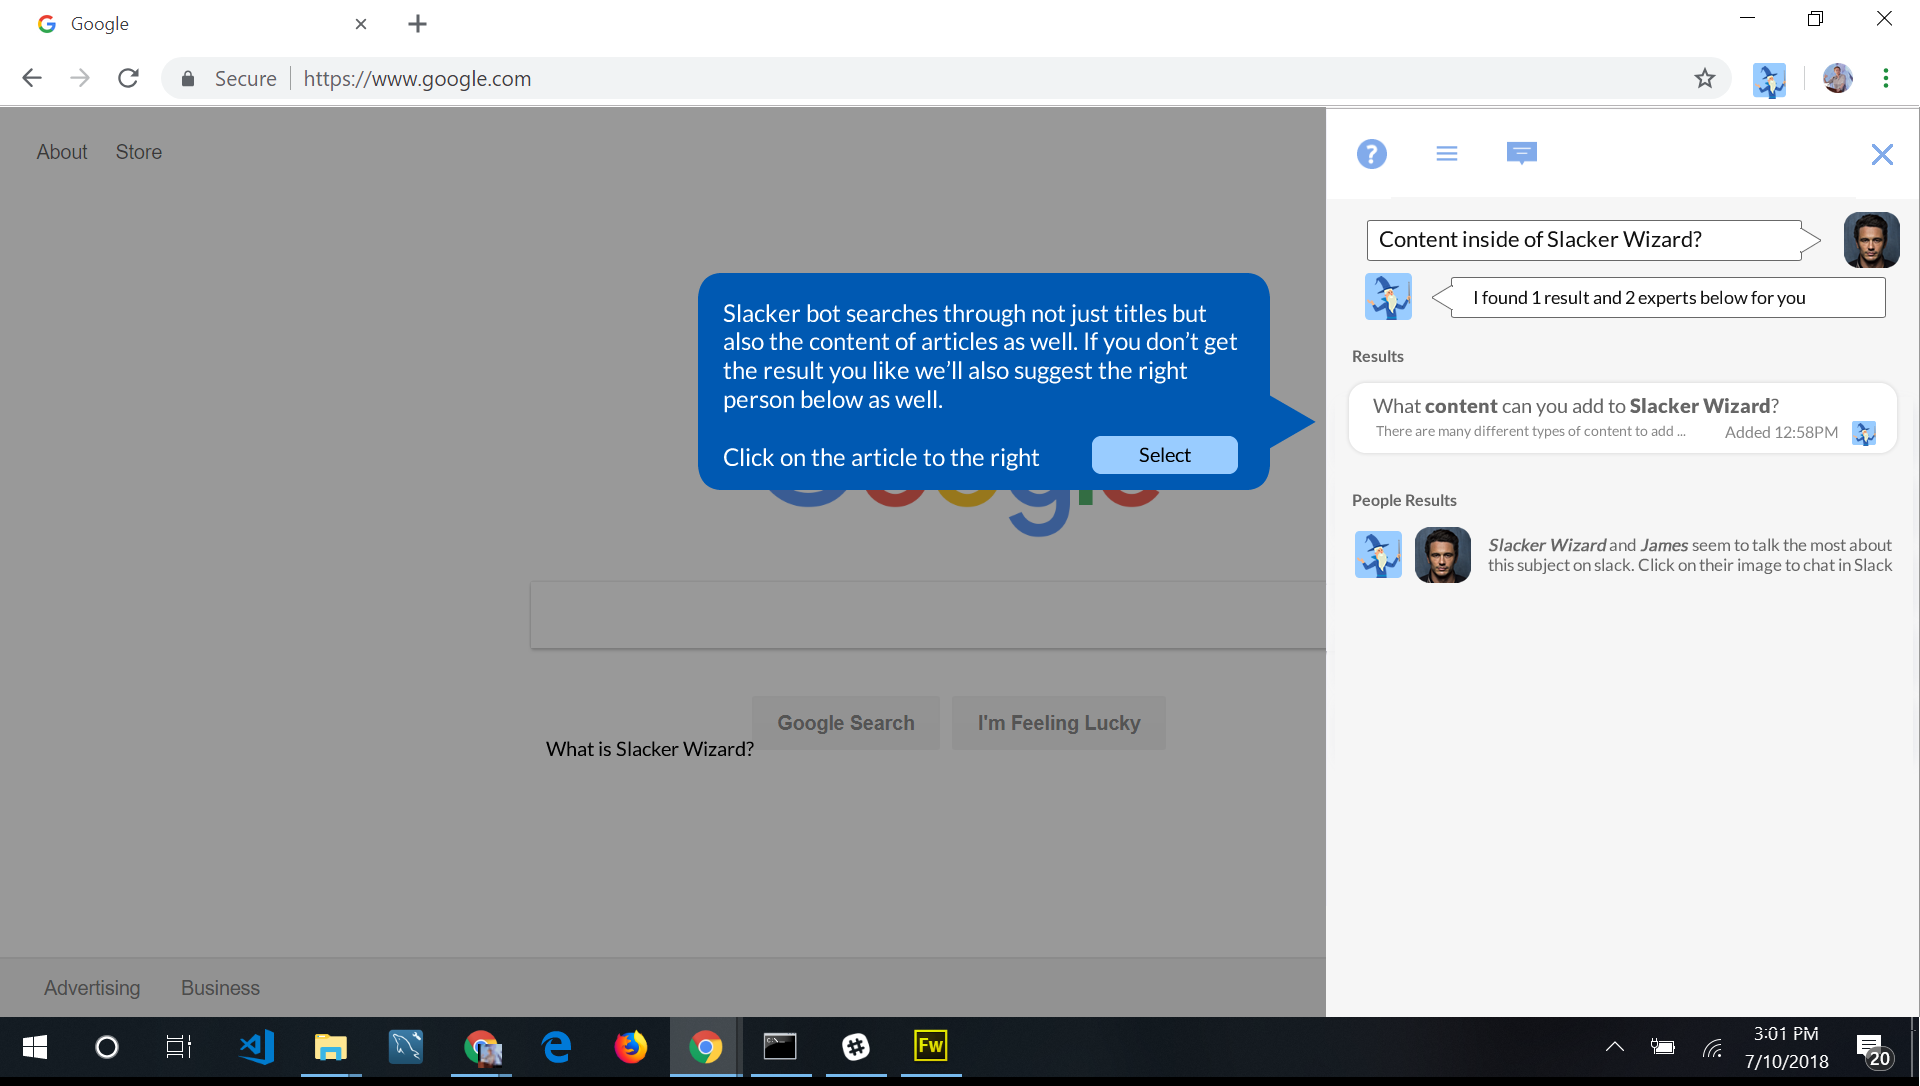 Google
Secure
https://www.google.com
About
Store
Content inside of Slacker Wizard?
I found 1 result and 2 experts below for you
Slacker bot searches through not just titles but
also the content of articles as well. If you don’t get
the result you like we’ll also suggest the right
person below as well.
Click on the article to the right
Select
Results
What content can you add to Slacker Wizard?
There are many different types of content to add ...
Added 12:58PM
People Results
Slacker Wizard and James seem to talk the most about
this subject on slack. Click on their image to chat in Slack
Google Search
I'm Feeling Lucky
What is Slacker Wizard?
Advertising
Business
Fw
3:01 PM
7/10/2018
20